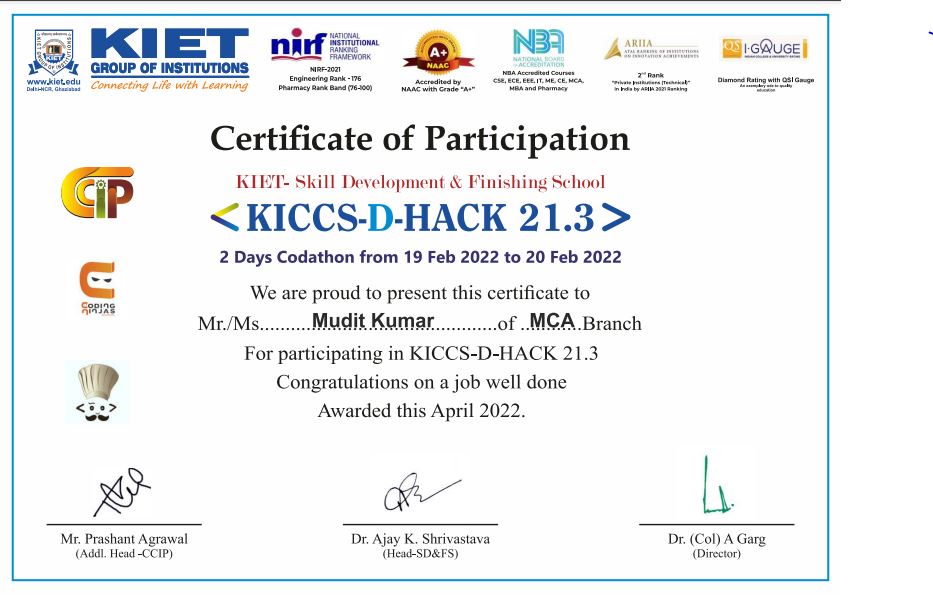 KIET
GROUP OF INSTITUTIONS
Connecting Life with Learning
www.kiet.edu
Delhi-NCR, Ghaziabad
nirf
NATIONAL
INSTITUTIONAL
RANKING
FRAMEWORK
NIRF-2021
Engineering Rank - 176
Pharmacy Rank Band (76-100)
A+
NAAC
Accredited by
NAAC with Grade "A+"
NBA
NATIONAL BOARD
of ACCREDITATION
NBA Accredited Courses
CSE, ECE, EEE, IT, ME, CE, MCA,
MBA and Pharmacy
ARIIA
ATAL RANKING OF INSTITUTIONS
ON INNOVATION ACHIEVEMENTS
2nd Rank
"Private Institutions (Technical)"
in India by ARIIA 2021 Ranking
QS I·GAUGE
INDIAN COLLEGE & UNIVERSITY RATING
Diamond Rating with QS I Gauge
An exemplary one to quality
education
Certificate of Participation
KIET- Skill Development & Finishing School
<KICCS-D-HACK 21.3>
2 Days Codathon from 19 Feb 2022 to 20 Feb 2022
We are proud to present this certificate to
Mr./Ms.......... Mudit Kumar ..........of .. MCA .Branch
For participating in KICCS-D-HACK 21.3
Congratulations on a job well done
Awarded this April 2022.
CCIP
CODING
NINJAS
Mr. Prashant Agrawal
(Addl. Head -CCIP)
Dr. Ajay K. Shrivastava
(Head-SD&FS)
Dr. (Col) A Garg
(Director)